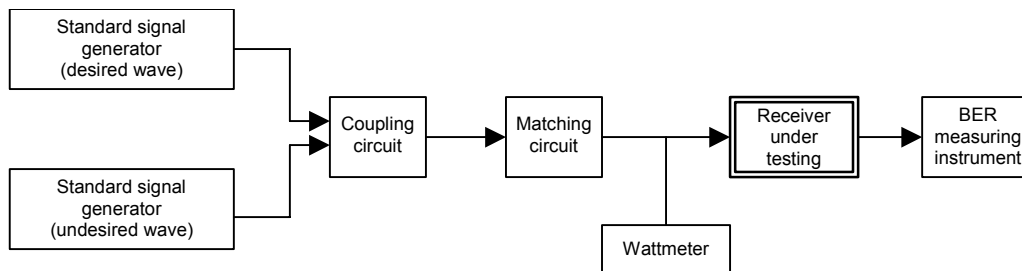 Standard signal
generator
(desired wave)
Coupling
circuit
Matching
circuit
Receiver
under
testing
BER
measuring
instrument
Standard signal
generator
(undesired wave)
Wattmeter